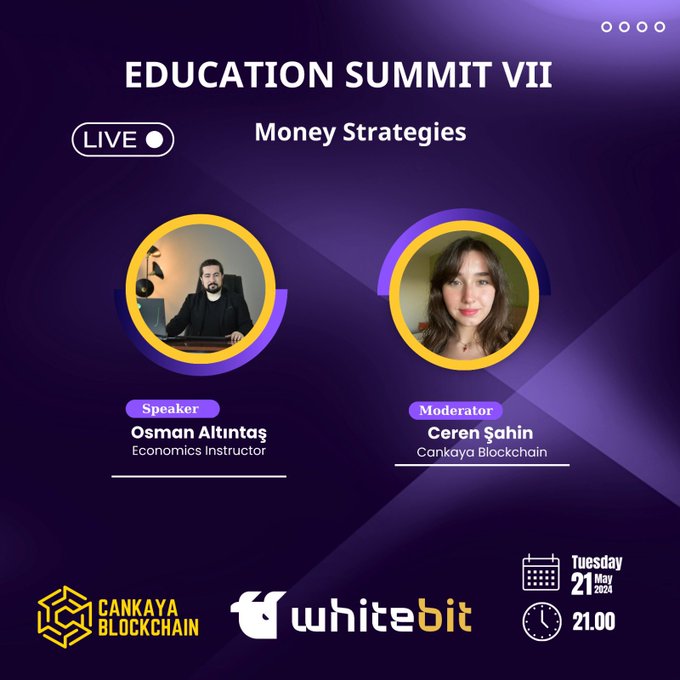 EDUCATION SUMMIT VII
LIVE
Money Strategies
Speaker
Osman Altıntaş
Economics Instructor
Moderator
Ceren Şahin
Cankaya Blockchain
CANKAYA
BLOCKCHAIN
whitebit
Tuesday
21 May
2024
21.00